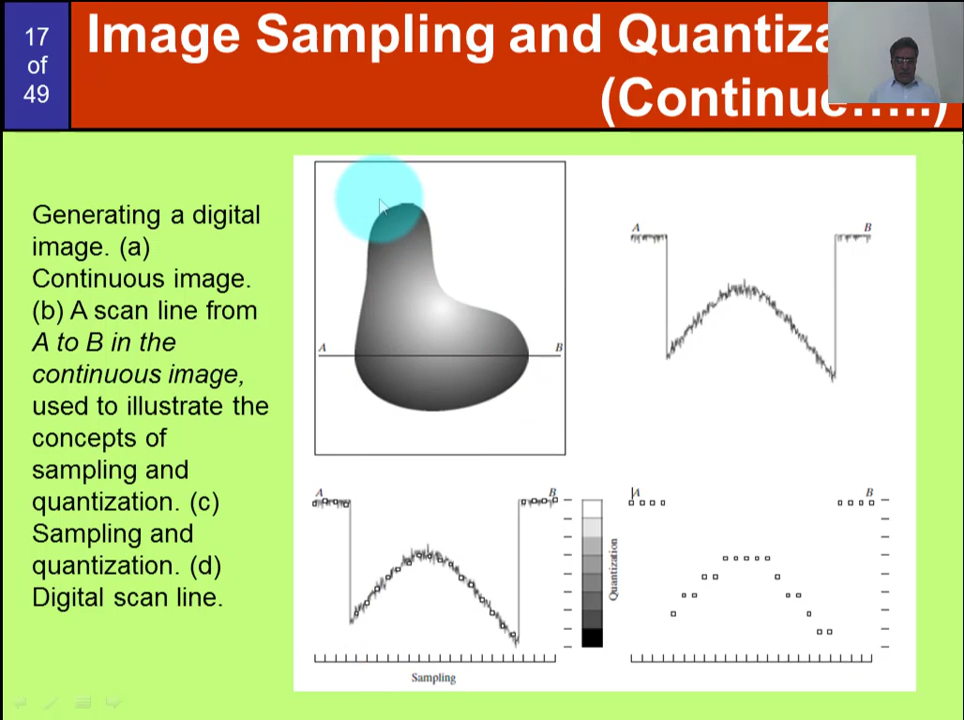 17
of
49
Image Sampling and Quantiza
(Continue…..)
Generating a digital
image. (a)
Continuous image.
(b) A scan line from
A to B in the
continuous image,
used to illustrate the
concepts of
sampling and
quantization. (c)
Sampling and
quantization. (d)
Digital scan line.
A B
A B
A B
Quantization
Sampling
A B